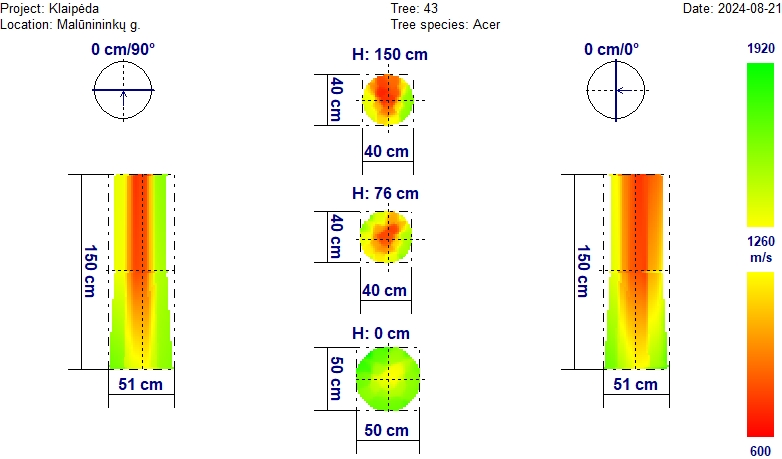 Project: Klaipėda
Tree: 43
Date: 2024-08-21
Location: Malūnininkų g.
Tree species: Acer
0 cm/90°
H: 150 cm
0 cm/0°
1920
40 cm
40 cm
H: 76 cm
40 cm
150 cm
150 cm
1260
m/s
40 cm
H: 0 cm
50 cm
51 cm
51 cm
50 cm
600